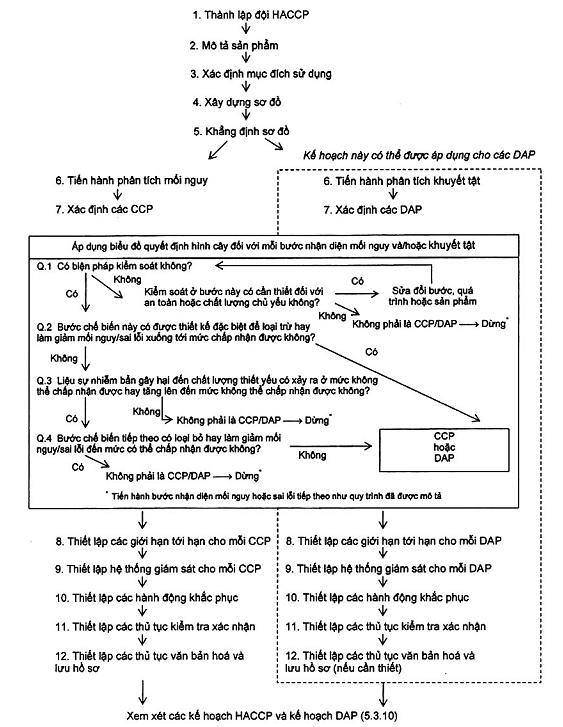 1. Thành lập đội HACCP
2. Mô tả sản phẩm
3. Xác định mục đích sử dụng
4. Xây dựng sơ đồ
5. Khẳng định sơ đồ
Kế hoạch này có thể được áp dụng cho các DAP
6. Tiến hành phân tích mối nguy
7. Xác định các CCP
6. Tiến hành phân tích khuyết tật
7. Xác định các DAP
Áp dụng biểu đồ quyết định hình cây đối với mỗi bước nhận diện mối nguy và/hoặc khuyết tật
Q.1 Có biện pháp kiểm soát không?
Không
Có
Kiểm soát ở bước này có cần thiết đối với
an toàn hoặc chất lượng chủ yếu không?
Có
Sửa đổi bước, quá
trình hoặc sản phẩm
Không
Không phải là CCP/DAP → Dừng*
Q.2 Bước chế biến này có được thiết kế đặc biệt để loại trừ hay
làm giảm mối nguy/sai lỗi xuống tới mức chấp nhận được không?
Không
Có
Q.3 Liệu sự nhiễm bẩn gây hại đến chất lượng thiết yếu có xảy ra ở mức không
thể chấp nhận được hay tăng lên đến mức không thể chấp nhận được không?
Có
Không
Không phải là CCP/DAP → Dừng*
Q.4 Bước chế biến tiếp theo có loại bỏ hay làm giảm mối
nguy/sai lỗi đến mức có thể chấp nhận được không?
Không
CCP
hoặc
DAP
Có
Không phải là CCP/DAP → Dừng*
* Tiến hành bước nhận diện mối nguy hoặc sai lỗi tiếp theo như quy trình đã được mô tả
8. Thiết lập các giới hạn tới hạn cho mỗi CCP
9. Thiết lập hệ thống giám sát cho mỗi CCP
10. Thiết lập các hành động khắc phục
11. Thiết lập các thủ tục kiểm tra xác nhận
12. Thiết lập các thủ tục văn bản hoá và
lưu hồ sơ
8. Thiết lập các giới hạn tới hạn cho mỗi DAP
9. Thiết lập hệ thống giám sát cho mỗi DAP
10. Thiết lập các hành động khắc phục
11. Thiết lập các thủ tục kiểm tra xác nhận
12. Thiết lập các thủ tục văn bản hoá và
lưu hồ sơ (nếu cần thiết)
Xem xét các kế hoạch HACCP và kế hoạch DAP (5.3.10)